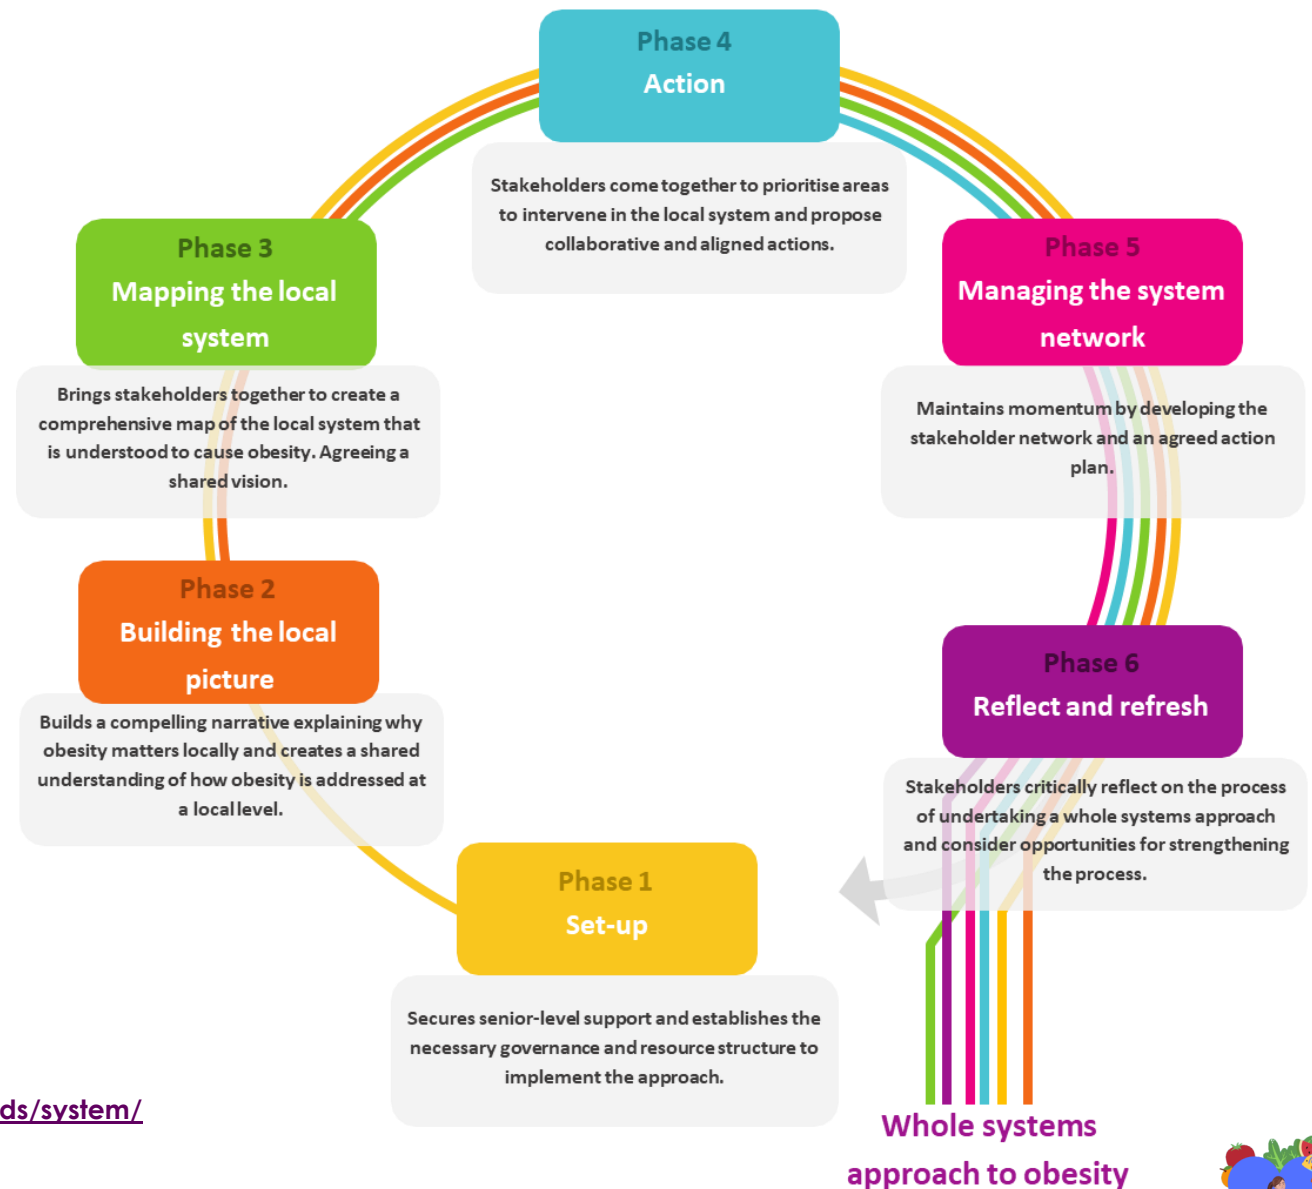 Phase 4
Action
Stakeholders come together to prioritise areas
to intervene in the local system and propose
collaborative and aligned actions.
Phase 3
Mapping the local
system
Brings stakeholders together to create a
comprehensive map of the local system that
is understood to cause obesity. Agreeing a
shared vision.
Phase 5
Managing the system
network
Maintains momentum by developing the
stakeholder network and an agreed action
plan.
Phase 2
Building the local
picture
Builds a compelling narrative explaining why
obesity matters locally and creates a shared
understanding of how obesity is addressed at
a local level.
Phase 6
Reflect and refresh
Stakeholders critically reflect on the process
of undertaking a whole systems approach
and consider opportunities for strengthening
the process.
Phase 1
Set-up
Secures senior-level support and establishes the
necessary governance and resource structure to
implement the approach.
ds/system/
Whole systems
approach to obesity